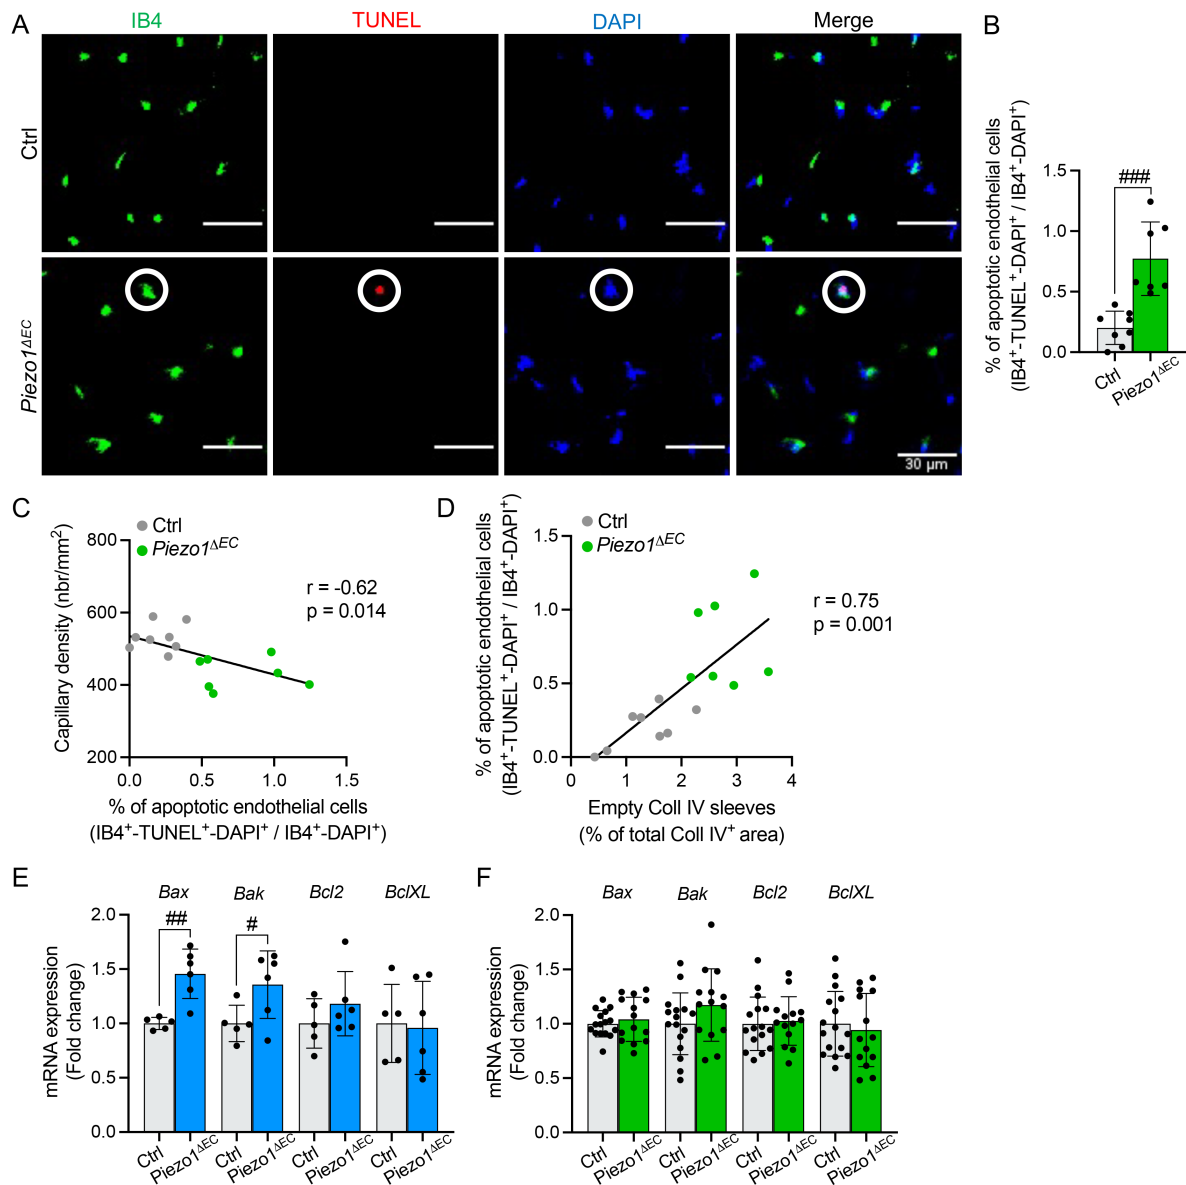 A
IB4
TUNEL
DAPI
Merge
Ctrl
Piezo1ΔEC
30 µm
B
% of apoptotic endothelial cells
(IB4+-TUNEL+-DAPI+ / IB4+-DAPI+)
1.5
1.0
0.5
0.0
###
Ctrl
Piezo1ΔEC
C
Ctrl
Piezo1ΔEC
Capillary density (nbr/mm2)
800
600
400
200
r = -0.62
p = 0.014
0.0
0.5
1.0
1.5
% of apoptotic endothelial cells
(IB4+-TUNEL+-DAPI+ / IB4+-DAPI+)
D
Ctrl
Piezo1ΔEC
% of apoptotic endothelial cells
(IB4+-TUNEL+-DAPI+ / IB4+-DAPI+)
1.5
1.0
0.5
0.0
r = 0.75
p = 0.001
0
1
2
3
4
Empty Coll IV sleeves
(% of total Coll IV+ area)
E
Bax
Bak
Bcl2
BclXL
mRNA expression
(Fold change)
2.0
1.5
1.0
0.5
0.0
##
#
Ctrl
Piezo1ΔEC
Ctrl
Piezo1ΔEC
Ctrl
Piezo1ΔEC
Ctrl
Piezo1ΔEC
F
Bax
Bak
Bcl2
BclXL
mRNA expression
(Fold change)
2.0
1.5
1.0
0.5
0.0
Ctrl
Piezo1ΔEC
Ctrl
Piezo1ΔEC
Ctrl
Piezo1ΔEC
Ctrl
Piezo1ΔEC